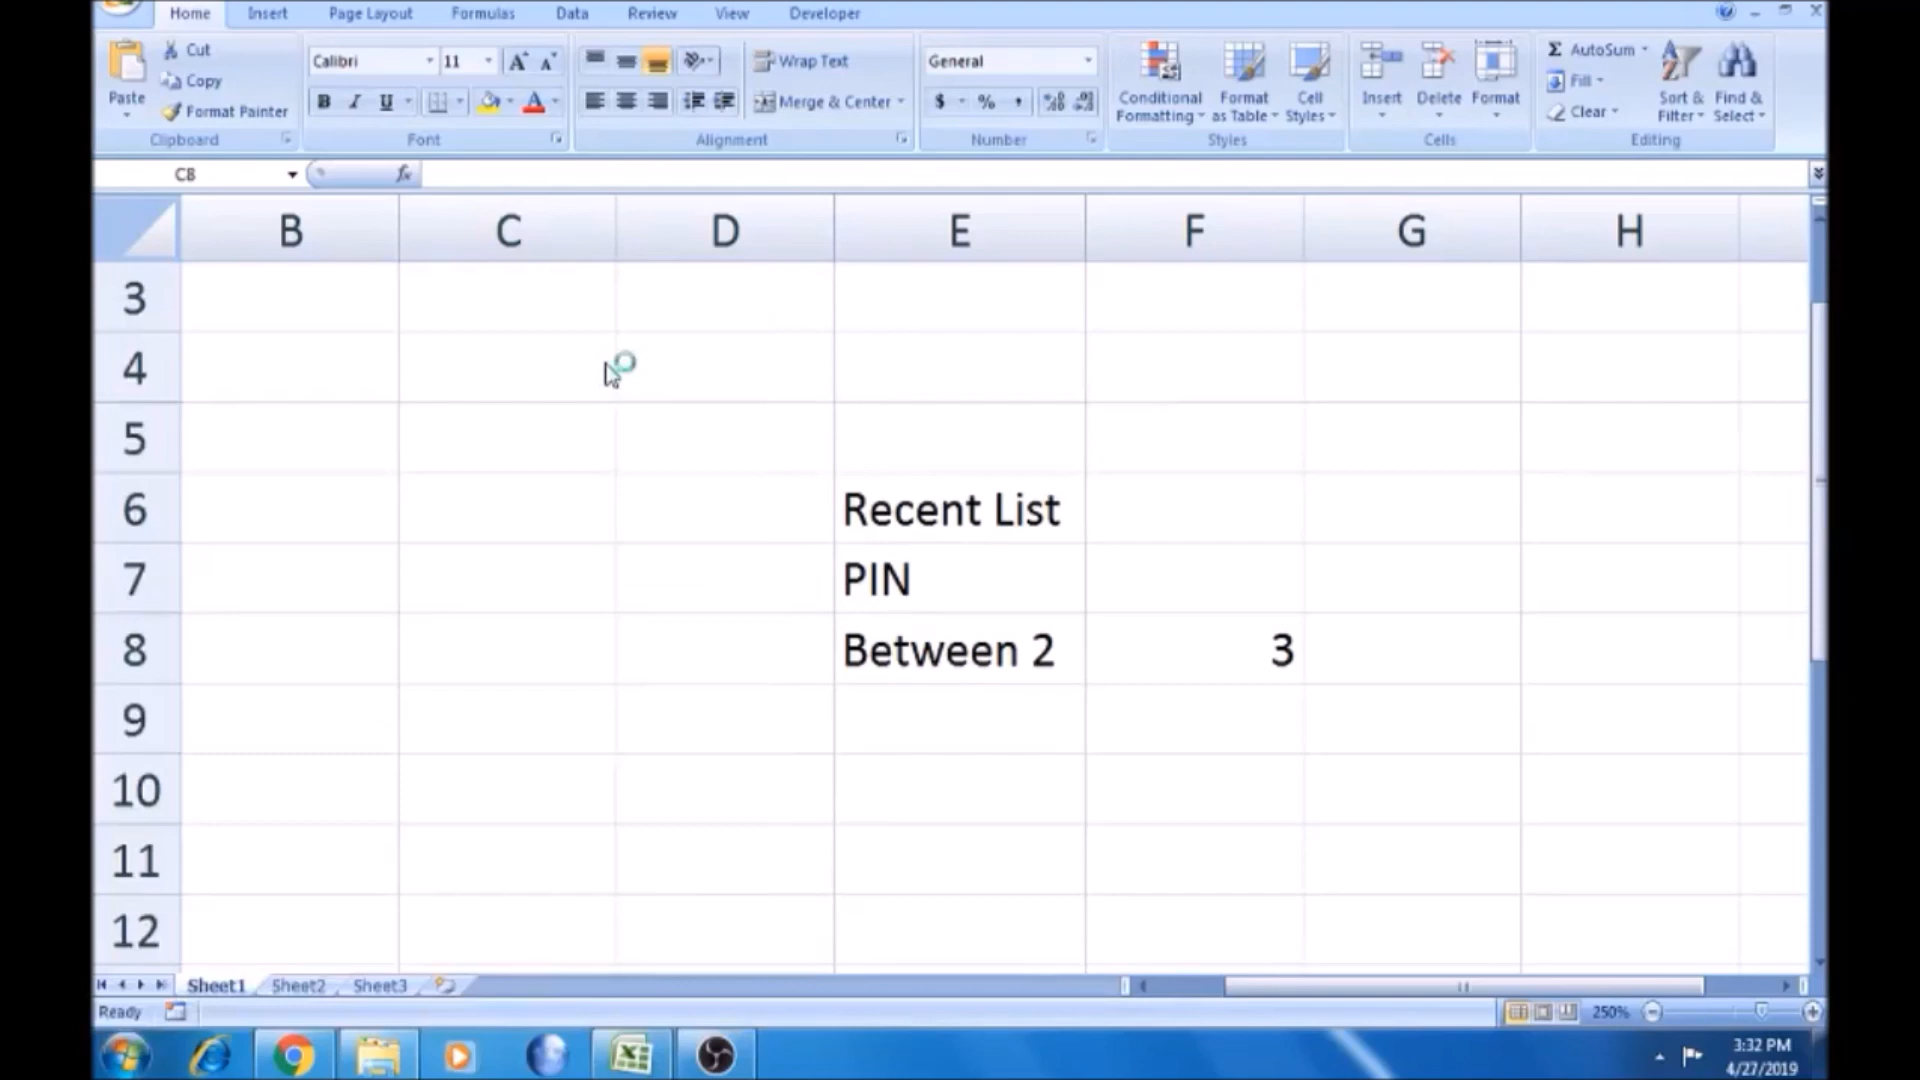 Home Insert Page Layout Formulas Data Review View Developer
Cut Calibri 11 Wrap Text General AutoSum
Paste Copy Fill
Format Painter B I U Merge & Center $ % , Conditional Formatting Format as Table Cell Styles Insert Delete Format Clear Sort & Filter Find & Select
Clipboard Font Alignment Number Styles Cells Editing
C8 fx
B C D E F G H
3
4
5
6 Recent List
7 PIN
8 Between 2 3
9
10
11
12
Sheet1 Sheet2 Sheet3
Ready 250%
3:32 PM
4/27/2019